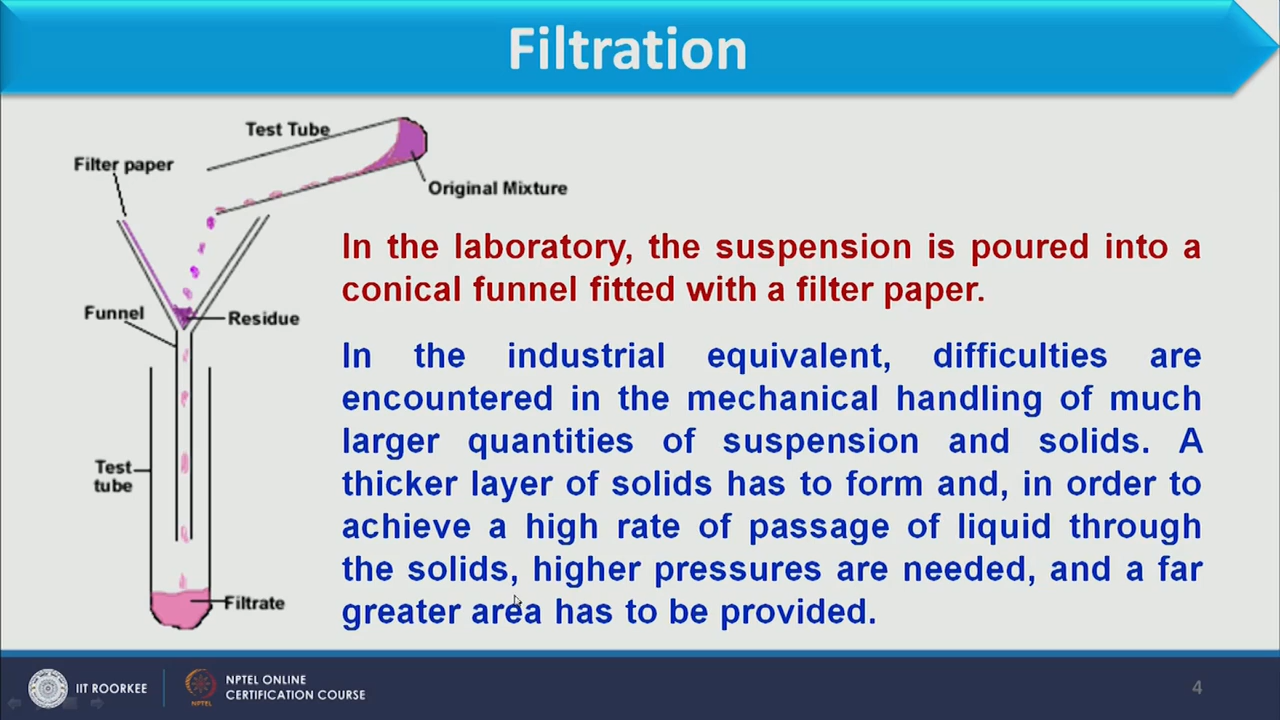 Filtration
Test Tube
Filter paper
Original Mixture
In the laboratory, the suspension is poured into a
conical funnel fitted with a filter paper.
Funnel
Residue
In the industrial equivalent, difficulties are
encountered in the mechanical handling of much
larger quantities of suspension and solids. A
thicker layer of solids has to form and, in order to
achieve a high rate of passage of liquid through
the solids, higher pressures are needed, and a far
greater area has to be provided.
Test
tube
Filtrate
IIT ROORKEE
NPTEL
NPTEL ONLINE
CERTIFICATION COURSE
4